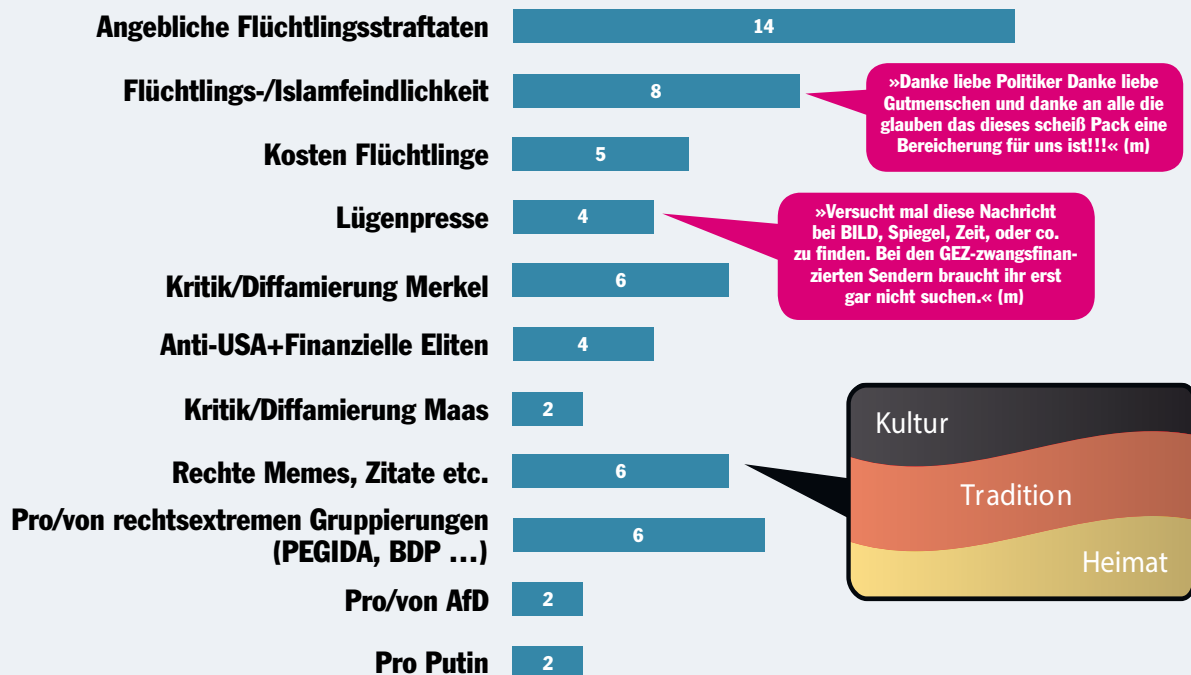 Angebliche Flüchtlingsstraftaten 14
Flüchtlings-/Islamfeindlichkeit 8
»Danke liebe Politiker Danke liebe
Gutmenschen und danke an alle die
glauben das dieses scheiß Pack eine
Bereicherung für uns ist!!!« (m)
Kosten Flüchtlinge 5
Lügenpresse 4
»Versucht mal diese Nachricht
bei BILD, Spiegel, Zeit, oder co.
zu finden. Bei den GEZ-zwangsfinan-
zierten Sendern braucht ihr erst
gar nicht suchen.« (m)
Kritik/Diffamierung Merkel 6
Anti-USA+Finanzielle Eliten 4
Kritik/Diffamierung Maas 2
Rechte Memes, Zitate etc. 6
Kultur
Tradition
Heimat
Pro/von rechtsextremen Gruppierungen
(PEGIDA, BDP ...) 6
Pro/von AfD 2
Pro Putin 2